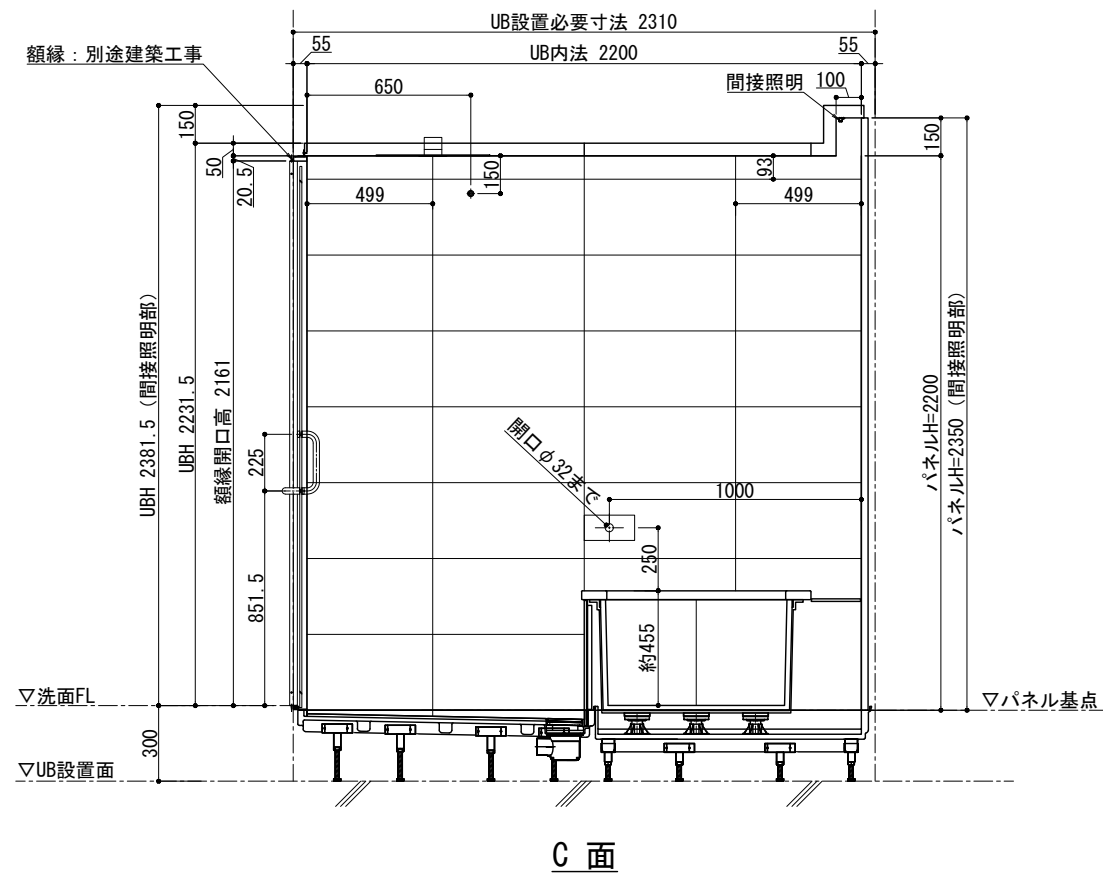 UB設置必要寸法 2310
額縁：別途建築工事
55
UB内法 2200
55
650
間接照明
100
150
150
50
20.5
150
93
499
499
UBH 2381.5 (間接照明部)
UBH 2231.5
額縁開口高 2161
225
851.5
開口φ32まで
1000
250
約455
パネルH=2200
パネルH=2350 (間接照明部)
▽洗面FL
▽パネル基点
300
▽UB設置面
C 面